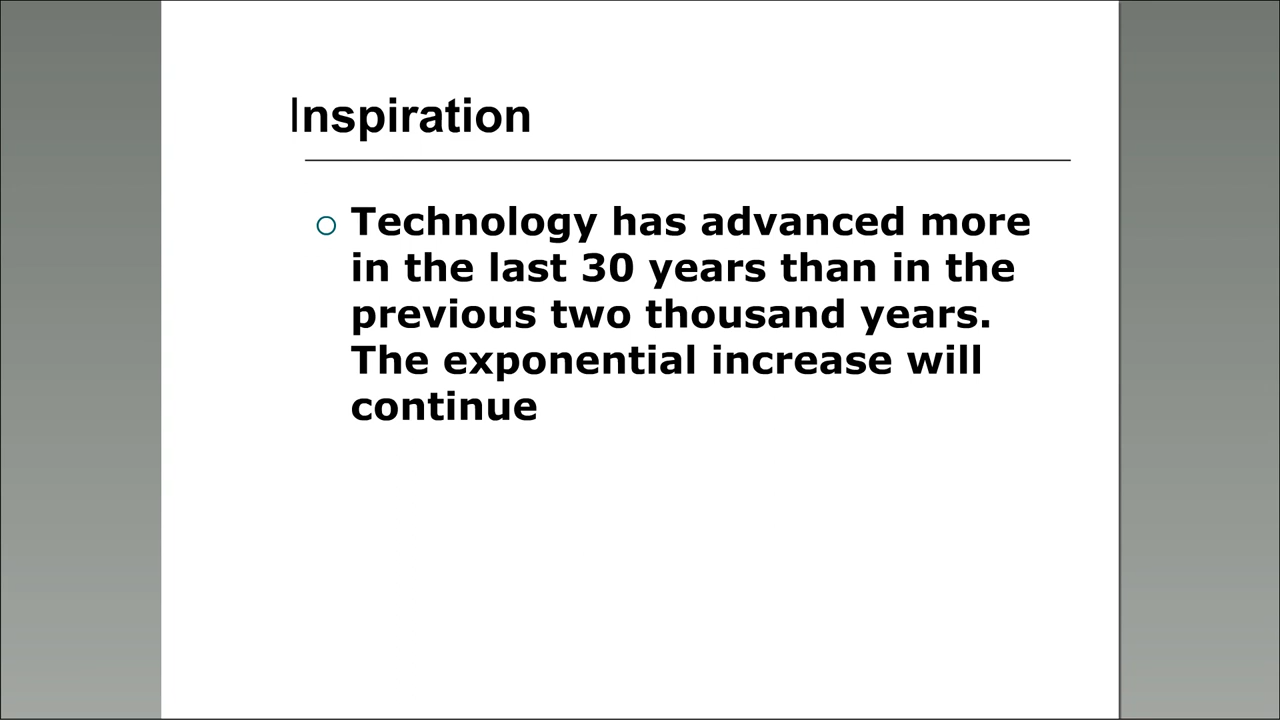 Inspiration
Technology has advanced more
in the last 30 years than in the
previous two thousand years.
The exponential increase will
continue